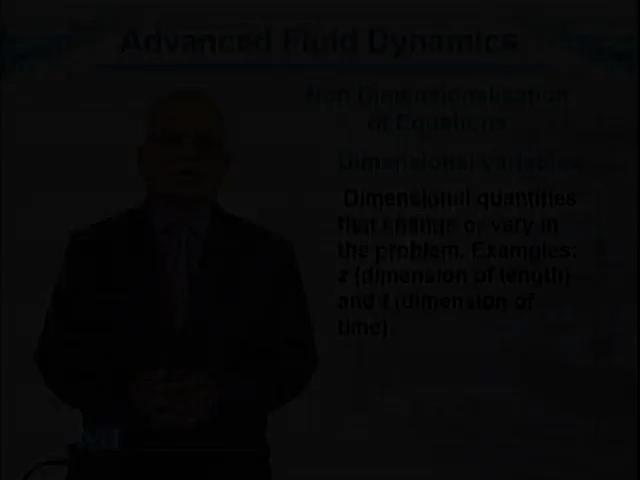 Advanced Fluid Dynamics
Non Dimensionalisation
of Equations
Dimensional variables
Dimensional quantities
that change or vary in
the problem. Examples:
z (dimension of length)
and t (dimension of
time).